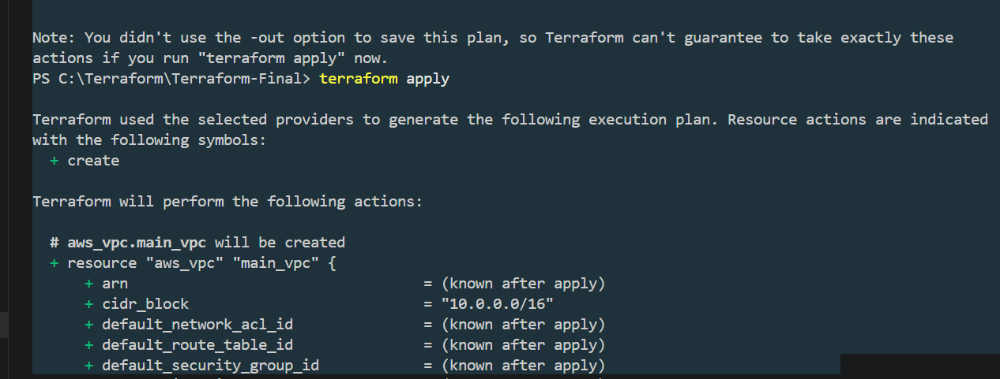 Note: You didn't use the -out option to save this plan, so Terraform can't guarantee to take exactly these
actions if you run "terraform apply" now.
PS C:\Terraform\Terraform-Final> terraform apply
Terraform used the selected providers to generate the following execution plan. Resource actions are indicated
with the following symbols:
+ create
Terraform will perform the following actions:
# aws_vpc.main_vpc will be created
+ resource "aws_vpc" "main_vpc" {
+ arn = (known after apply)
+ cidr_block = "10.0.0.0/16"
+ default_network_acl_id = (known after apply)
+ default_route_table_id = (known after apply)
+ default_security_group_id = (known after apply)